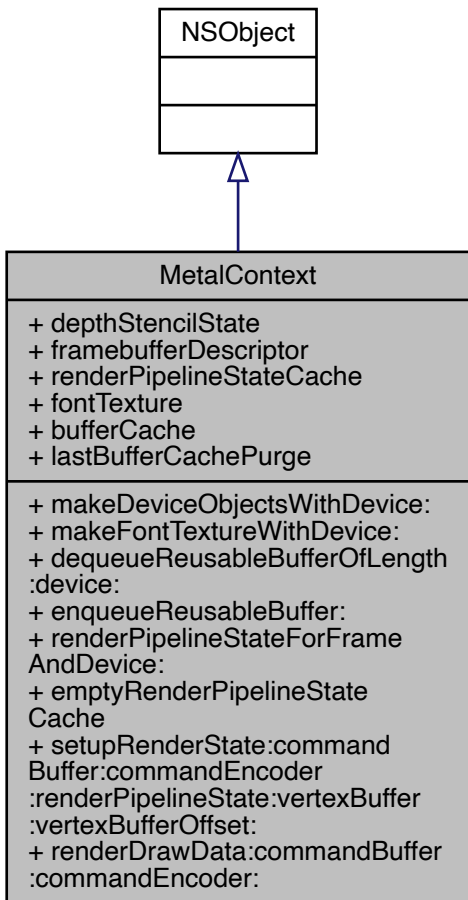 NSObject
MetalContext
+ depthStencilState
+ framebufferDescriptor
+ renderPipelineStateCache
+ fontTexture
+ bufferCache
+ lastBufferCachePurge
+ makeDeviceObjectsWithDevice:
+ makeFontTextureWithDevice:
+ dequeueReusableBufferOfLength
:device:
+ enqueueReusableBuffer:
+ renderPipelineStateForFrame
AndDevice:
+ emptyRenderPipelineState
Cache
+ setupRenderState:command
Buffer:commandEncoder
:renderPipelineState:vertexBuffer
:vertexBufferOffset:
+ renderDrawData:commandBuffer
:commandEncoder: